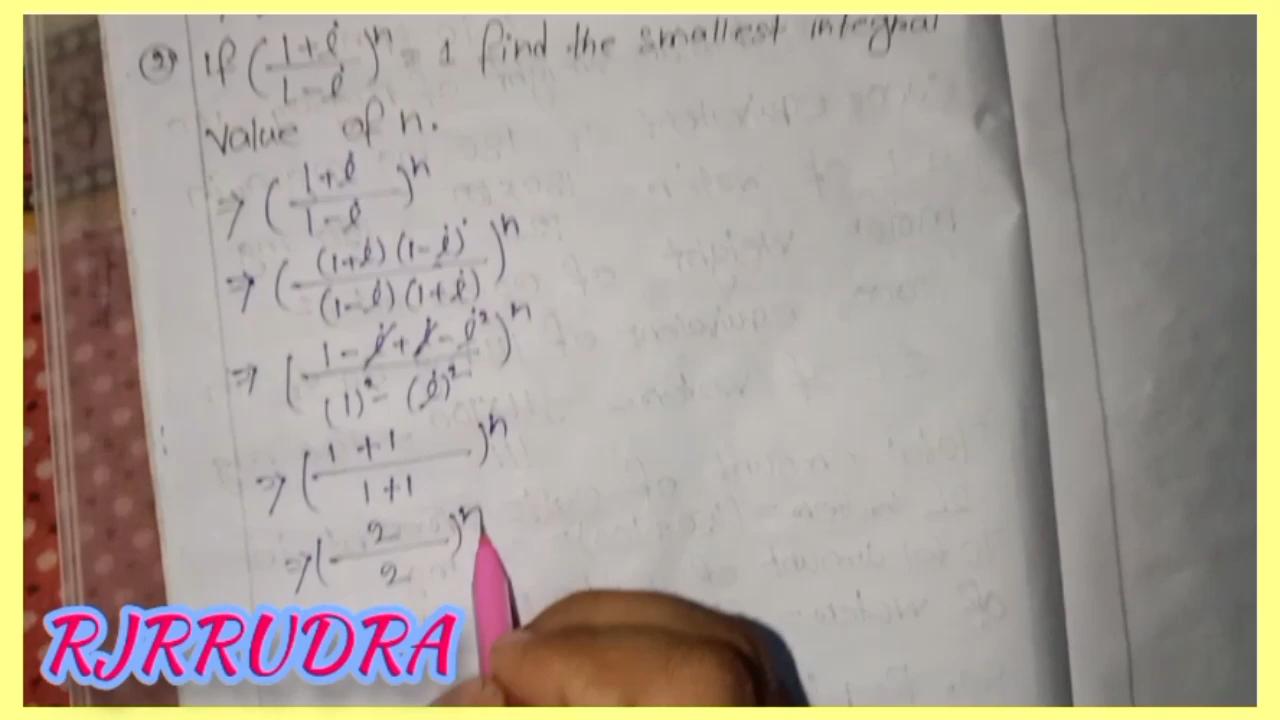 (2) If ((1+i)/(1-i))^n = 1 find the smallest integral
value of n.
⇒ ((1+i)/(1-i))^n
⇒ ((1+i)(1-i)/(1-i)(1+i))^n
⇒ ((1-i+i-i²)/((1)²-(i)²))^n
⇒ ((1+1)/(1+1))^n
⇒ (2/2)^n
RJRRUDRA